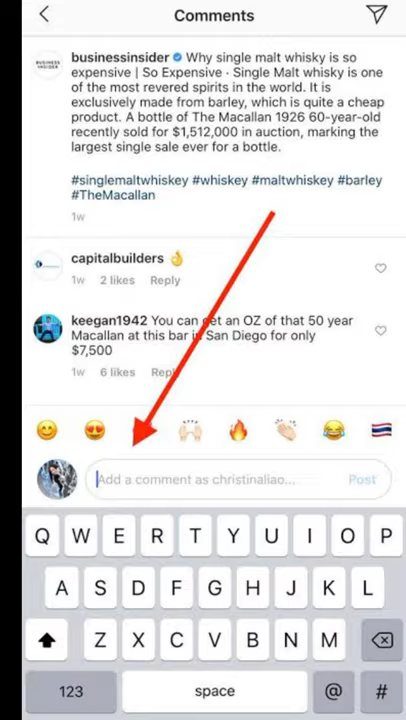 Comments
businessinsider Why single malt whisky is so
expensive | So Expensive · Single Malt whisky is one
of the most revered spirits in the world. It is
exclusively made from barley, which is quite a cheap
product. A bottle of The Macallan 1926 60-year-old
recently sold for $1,512,000 in auction, marking the
largest single sale ever for a bottle.
#singlemaltwhiskey #whiskey #maltwhiskey #barley
#TheMacallan
1w
capitalbuilders 👌
1w 2 likes Reply
keegan1942 You can get an OZ of that 50 year
Macallan at this bar in San Diego for only
$7,500
1w 6 likes Reply
Add a comment as christinaliao... Post
Q W E R T Y U I O P
A S D F G H J K L
Z X C V B N M
123 space @ #